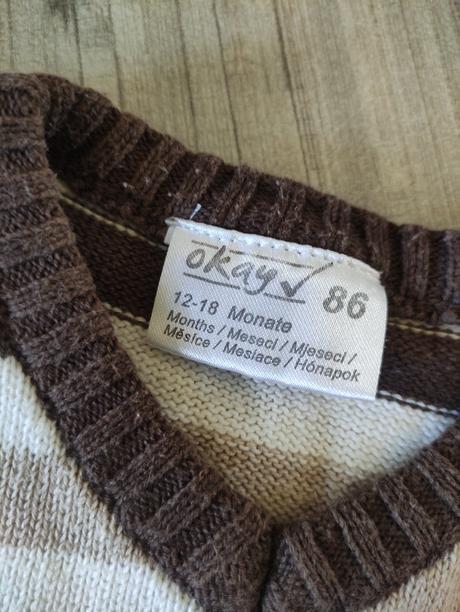 okay✓ 86
12-18 Monate
Months / Meseci / Mjeseci /
Měsíce / Mesiace / Hónapok